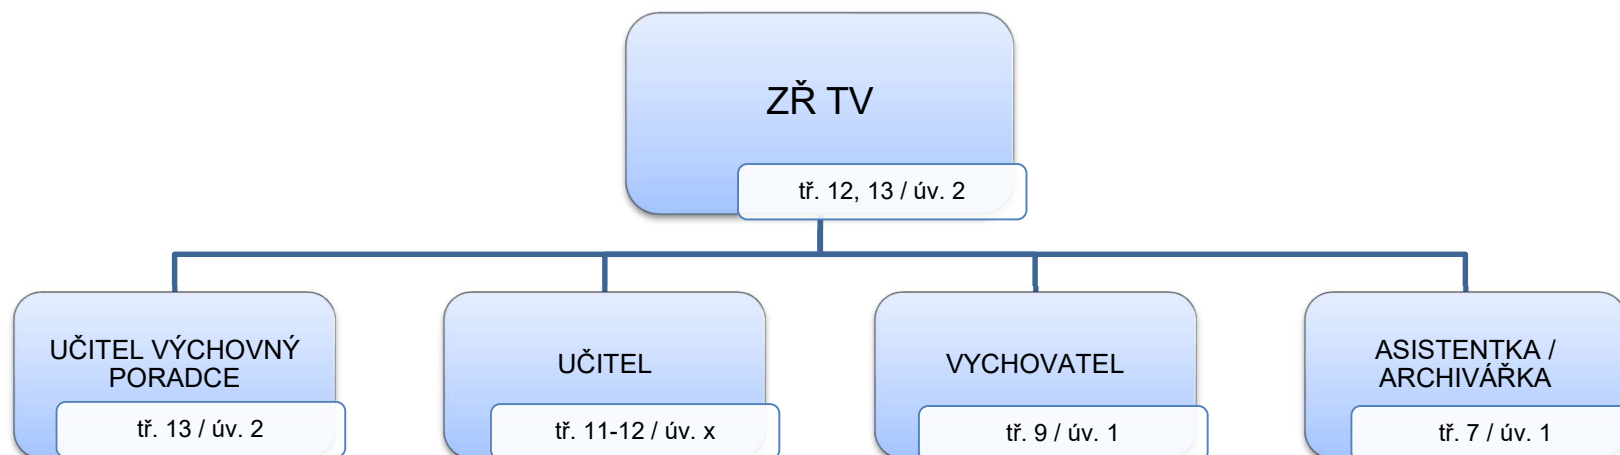 ZŘ TV
tř. 12, 13 / úv. 2
UČITEL VÝCHOVNÝ
PORADCE
tř. 13 / úv. 2
UČITEL
tř. 11-12 / úv. x
VYCHOVATEL
tř. 9 / úv. 1
ASISTENTKA /
ARCHIVÁŘKA
tř. 7 / úv. 1